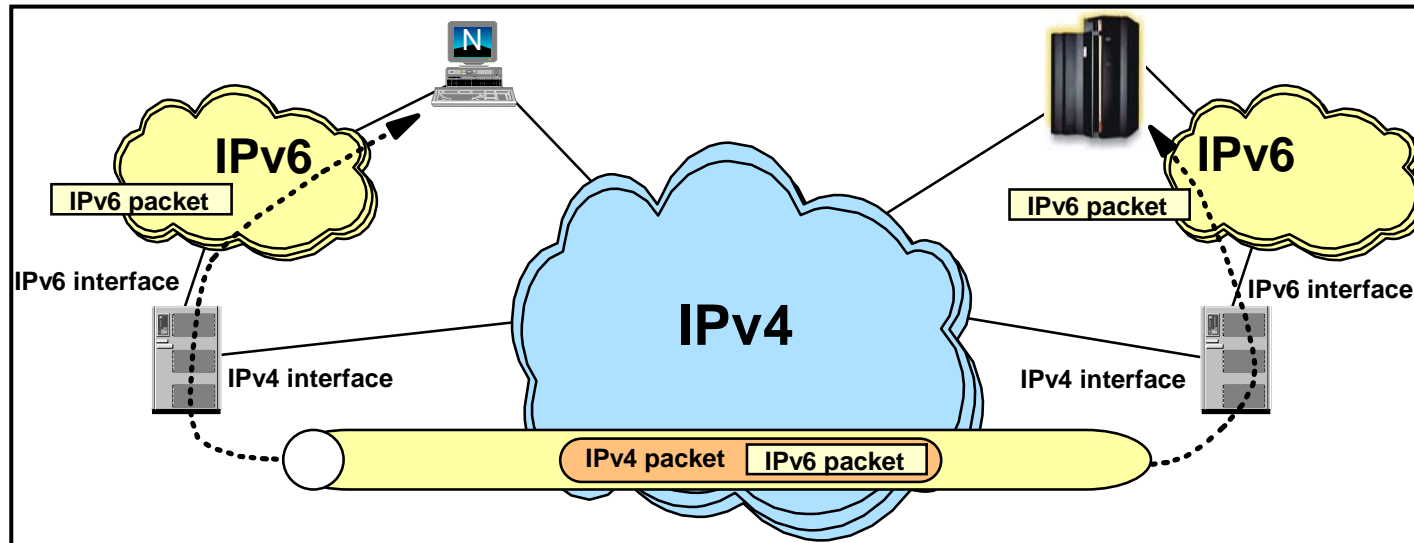 N
IPv6
IPv6
IPv6 packet
IPv6 packet
IPv6 interface
IPv6 interface
IPv4
IPv4 interface
IPv4 interface
IPv4 packet
IPv6 packet